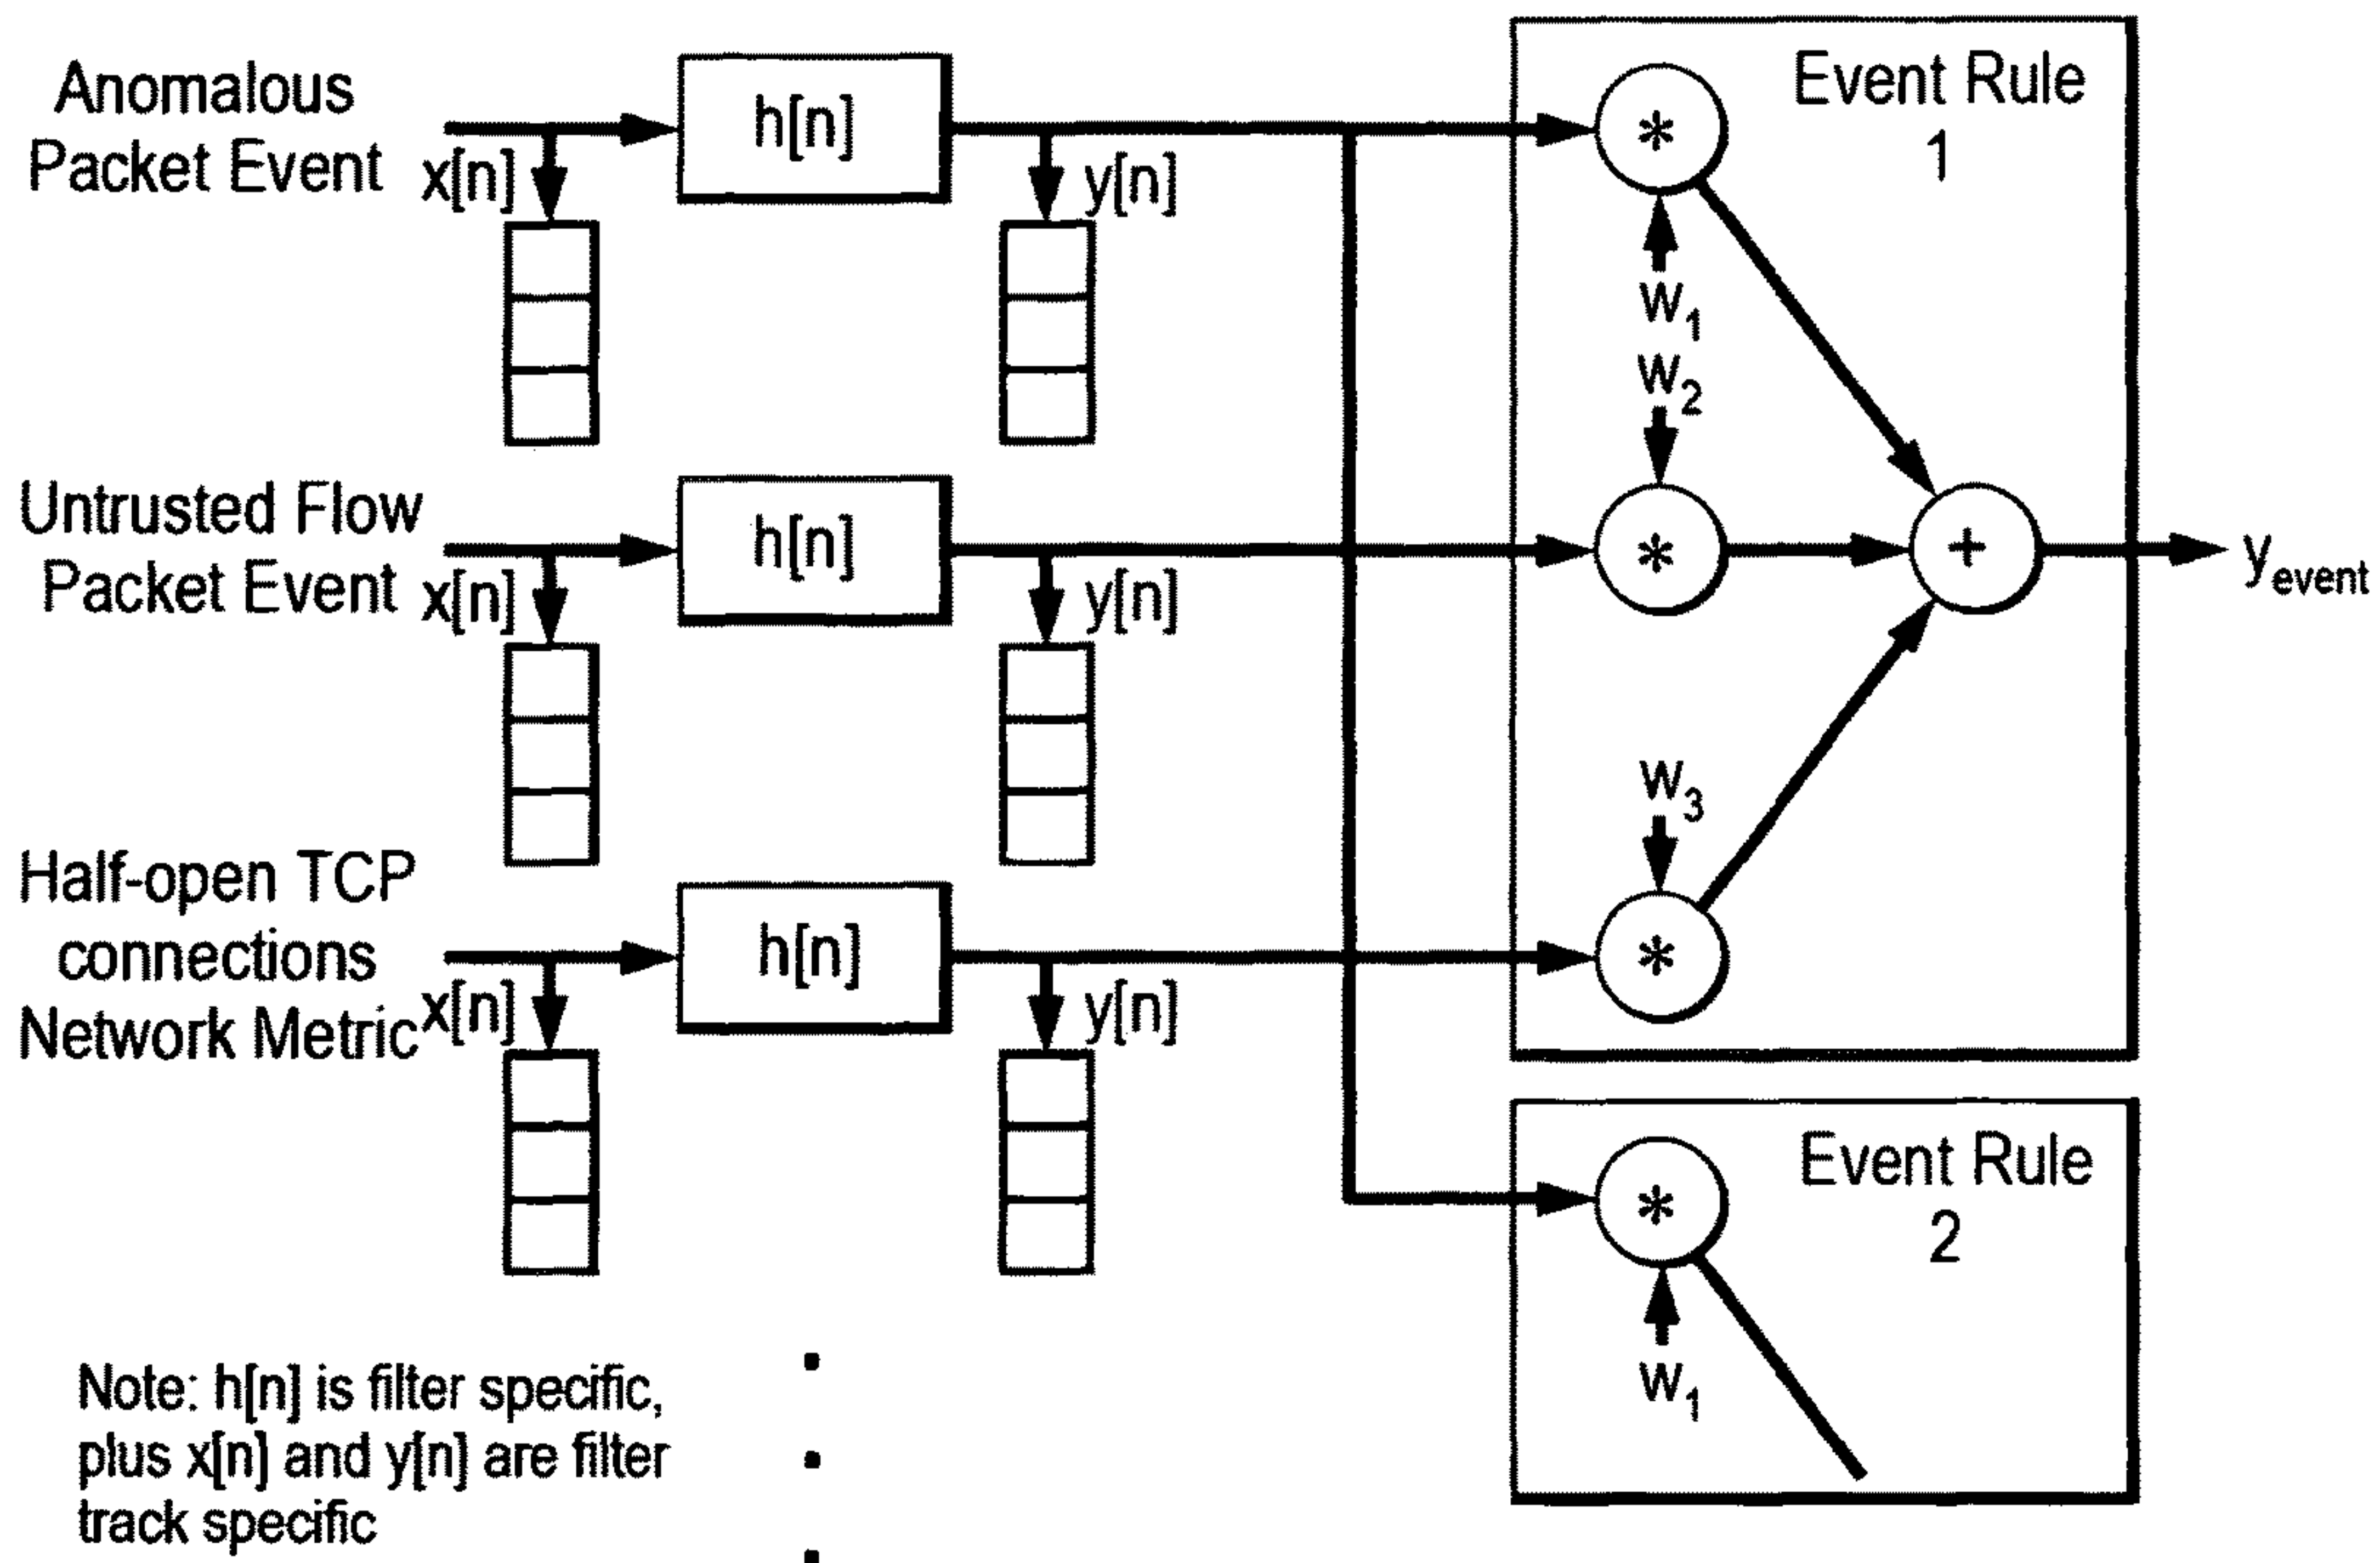 Anomalous
Packet Event
x[n]
h[n]
y[n]
Untrusted Flow
Packet Event
x[n]
h[n]
y[n]
Half-open TCP
connections
Network Metric
x[n]
h[n]
y[n]
Event Rule
1
*
w1
w2
*
w3
*
+
yevent
Event Rule
2
*
w1
Note: h[n] is filter specific,
plus x[n] and y[n] are filter
track specific